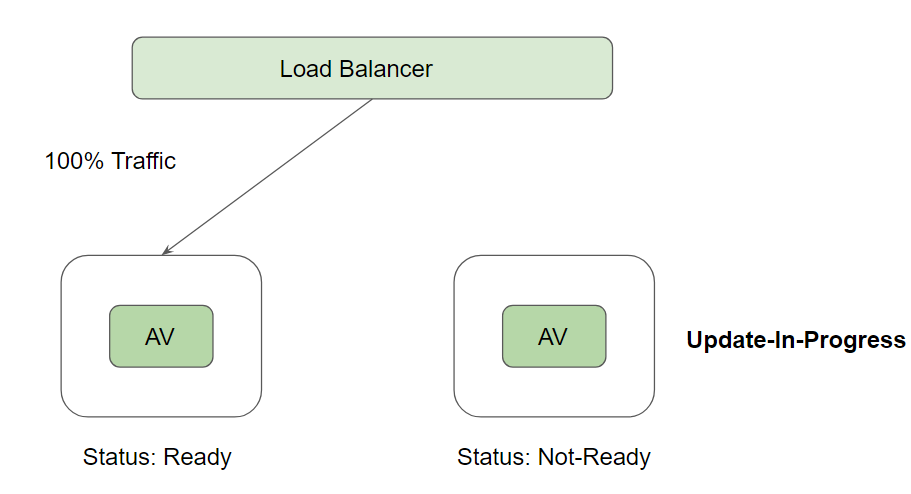 Load Balancer
100% Traffic
AV
AV
Update-In-Progress
Status: Ready
Status: Not-Ready